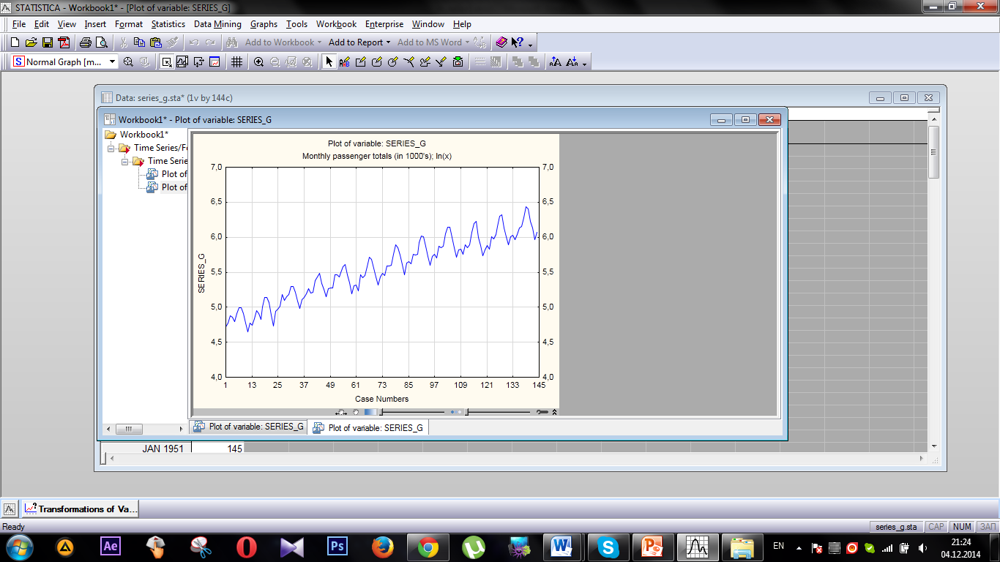 STATISTICA - Workbook1* - [Plot of variable: SERIES_G]
File Edit View Insert Format Statistics Data Mining Graphs Tools Workbook Enterprise Window Help
Add to Workbook Add to Report Add to MS Word
S Normal Graph [m...
Data: series_g.sta* (1v by 144c)
Workbook1* - Plot of variable: SERIES_G
Workbook1*
Time Series/Fo
Time Serie
Plot of
Plot of
Plot of variable: SERIES_G
Monthly passenger totals (in 1000's); ln(x)
7,0 7,0
6,5 6,5
6,0 6,0
5,5 5,5
5,0 5,0
4,5 4,5
4,0 4,0
SERIES_G
1 13 25 37 49 61 73 85 97 109 121 133 145
Case Numbers
Plot of variable: SERIES_G Plot of variable: SERIES_G
JAN 1951 145
Transformations of Va...
Ready series_g.sta CAP NUM ЗАП
Ae Ps W S P EN 21:24
04.12.2014